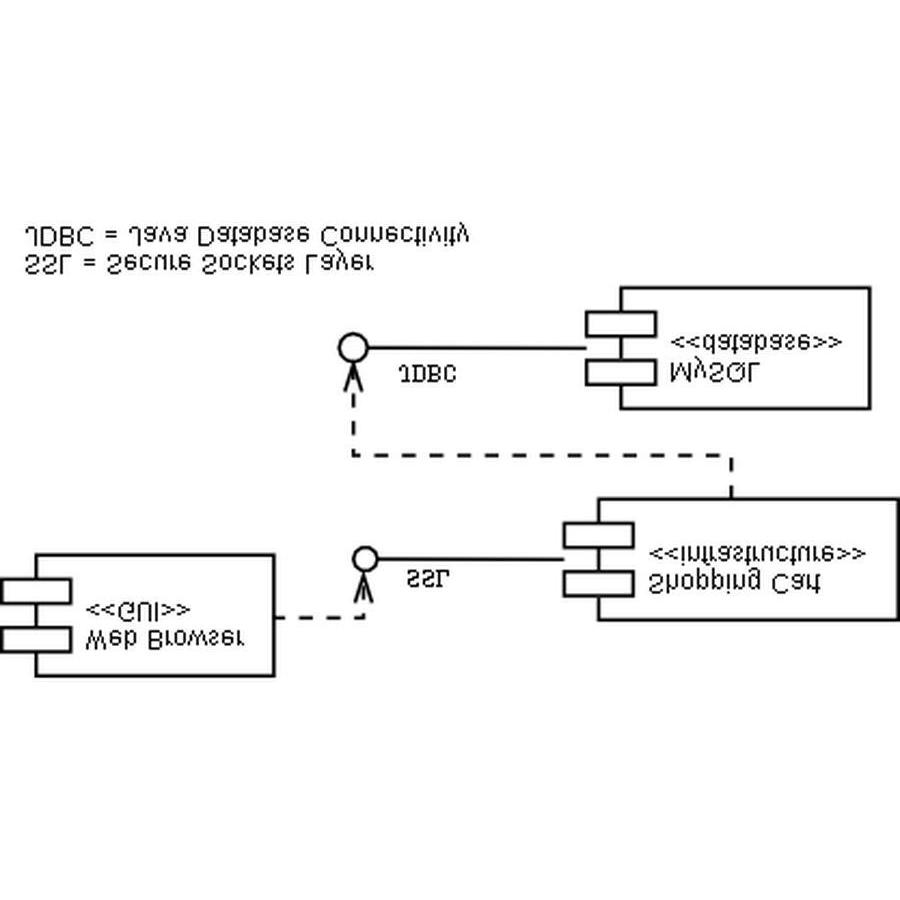 Web Browser
<<GUI>>
SSL
Shopping Cart
<<infrastructure>>
JDBC
MySQL
<<database>>
SSL = Secure Sockets Layer
JDBC = Java Database Connectivity